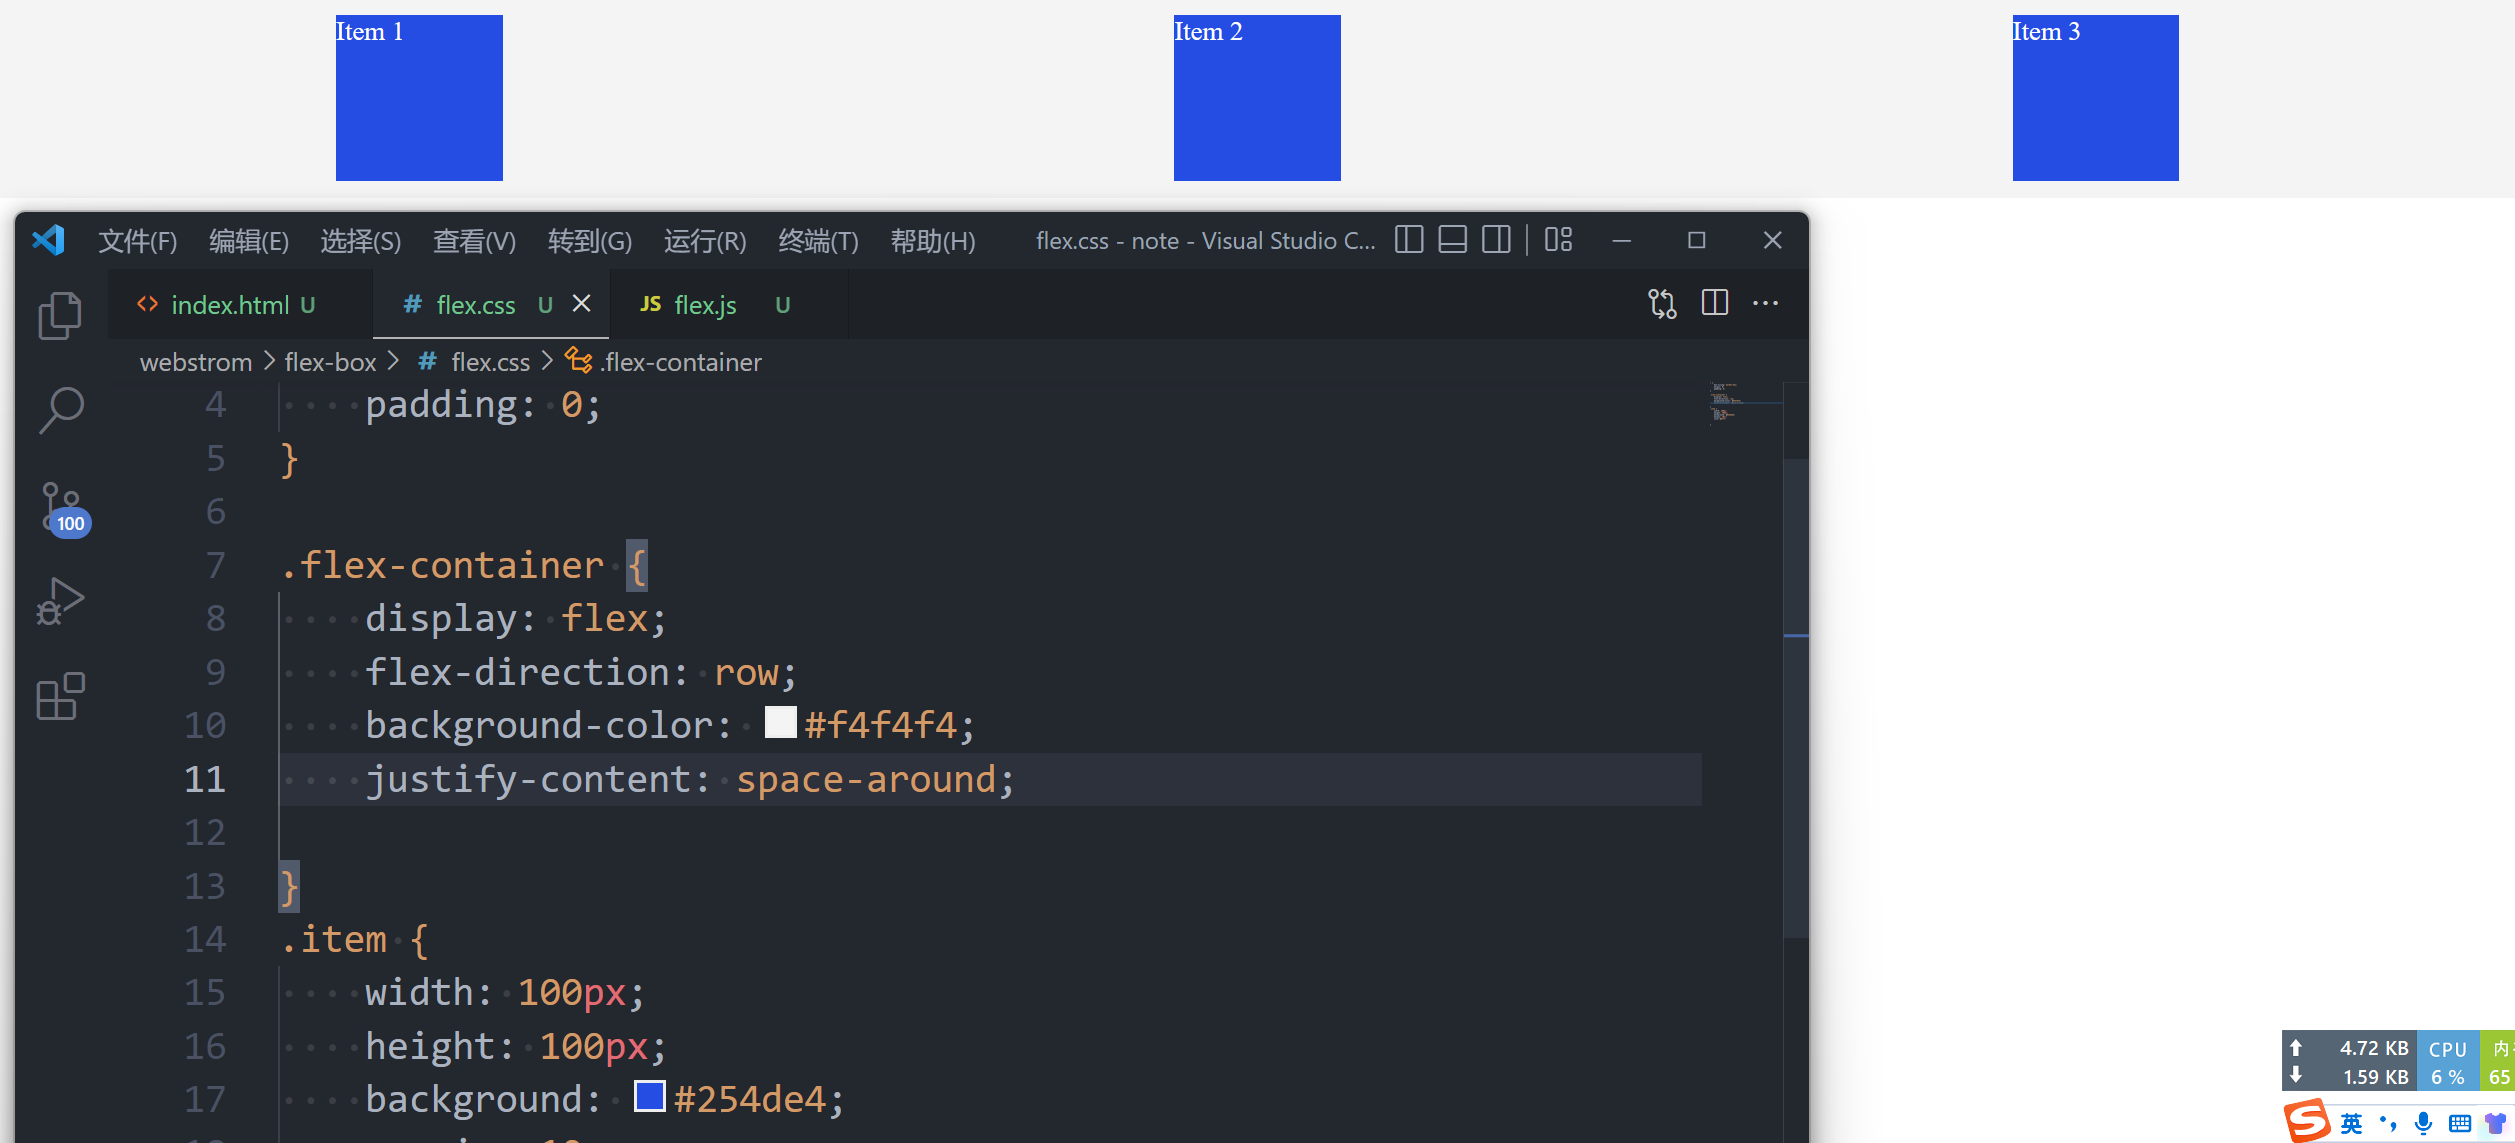 Item 1 Item 2 Item 3
文件(F) 编辑(E) 选择(S) 查看(V) 转到(G) 运行(R) 终端(T) 帮助(H) flex.css - note - Visual Studio C...
index.html U # flex.css U JS flex.js U
webstrom > flex-box > # flex.css > .flex-container
4 padding: 0;
5 }
6
7 .flex-container {
8 display: flex;
9 flex-direction: row;
10 background-color: #f4f4f4;
11 justify-content: space-around;
12
13 }
14 .item {
15 width: 100px;
16 height: 100px;
17 background: #254de4;
100
4.72 KB CPU
1.59 KB 6 % 65
英